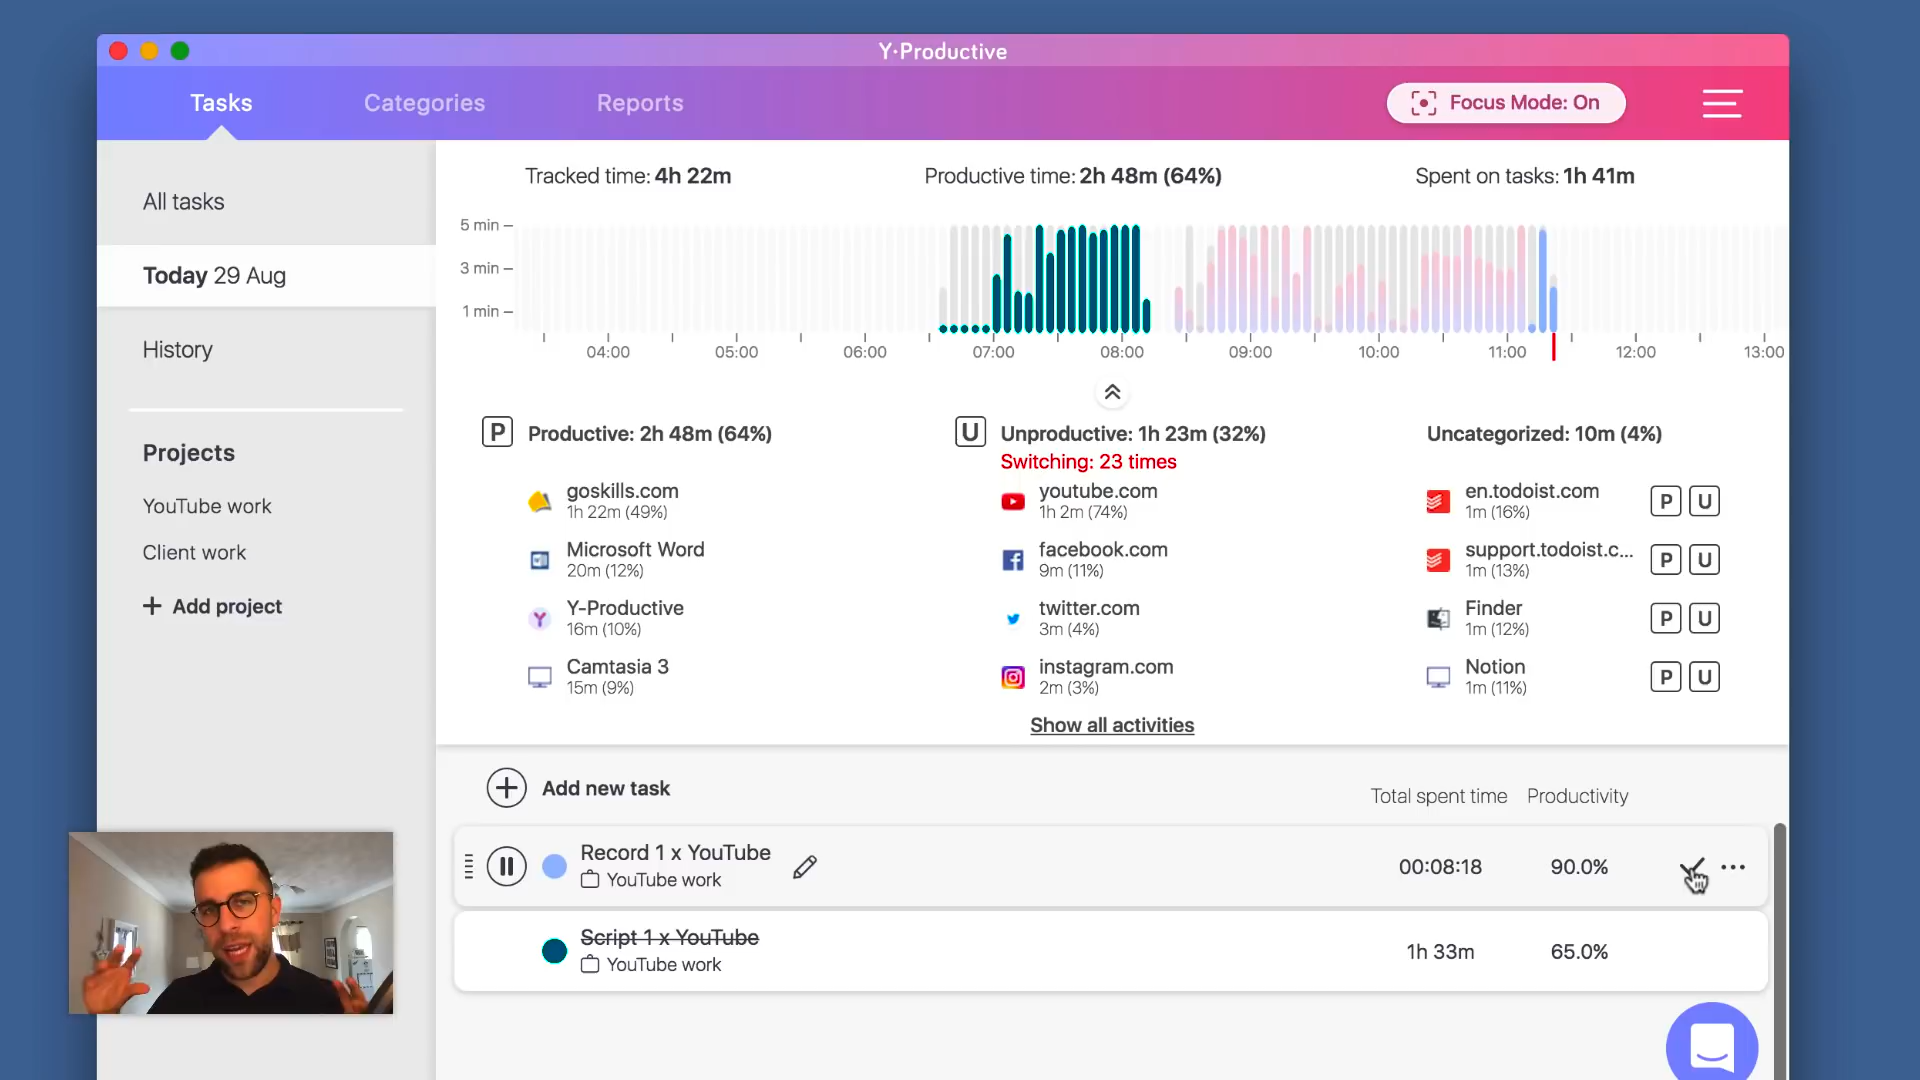 Y·Productive
Tasks
Categories
Reports
Focus Mode: On
All tasks
Today 29 Aug
History
Projects
YouTube work
Client work
+ Add project
Tracked time: 4h 22m
Productive time: 2h 48m (64%)
Spent on tasks: 1h 41m
5 min
3 min
1 min
04:00
05:00
06:00
07:00
08:00
09:00
10:00
11:00
12:00
13:00
P
Productive: 2h 48m (64%)
goskills.com
1h 22m (49%)
Microsoft Word
20m (12%)
Y
Y-Productive
16m (10%)
Camtasia 3
15m (9%)
U
Unproductive: 1h 23m (32%)
Switching: 23 times
youtube.com
1h 2m (74%)
facebook.com
9m (11%)
twitter.com
3m (4%)
instagram.com
2m (3%)
Uncategorized: 10m (4%)
en.todoist.com
1m (16%)
P U
support.todoist.c...
1m (13%)
P U
Finder
1m (12%)
P U
Notion
1m (11%)
P U
Show all activities
Add new task
Total spent time
Productivity
Record 1 x YouTube
YouTube work
00:08:18
90.0%
Script 1 x YouTube
YouTube work
1h 33m
65.0%